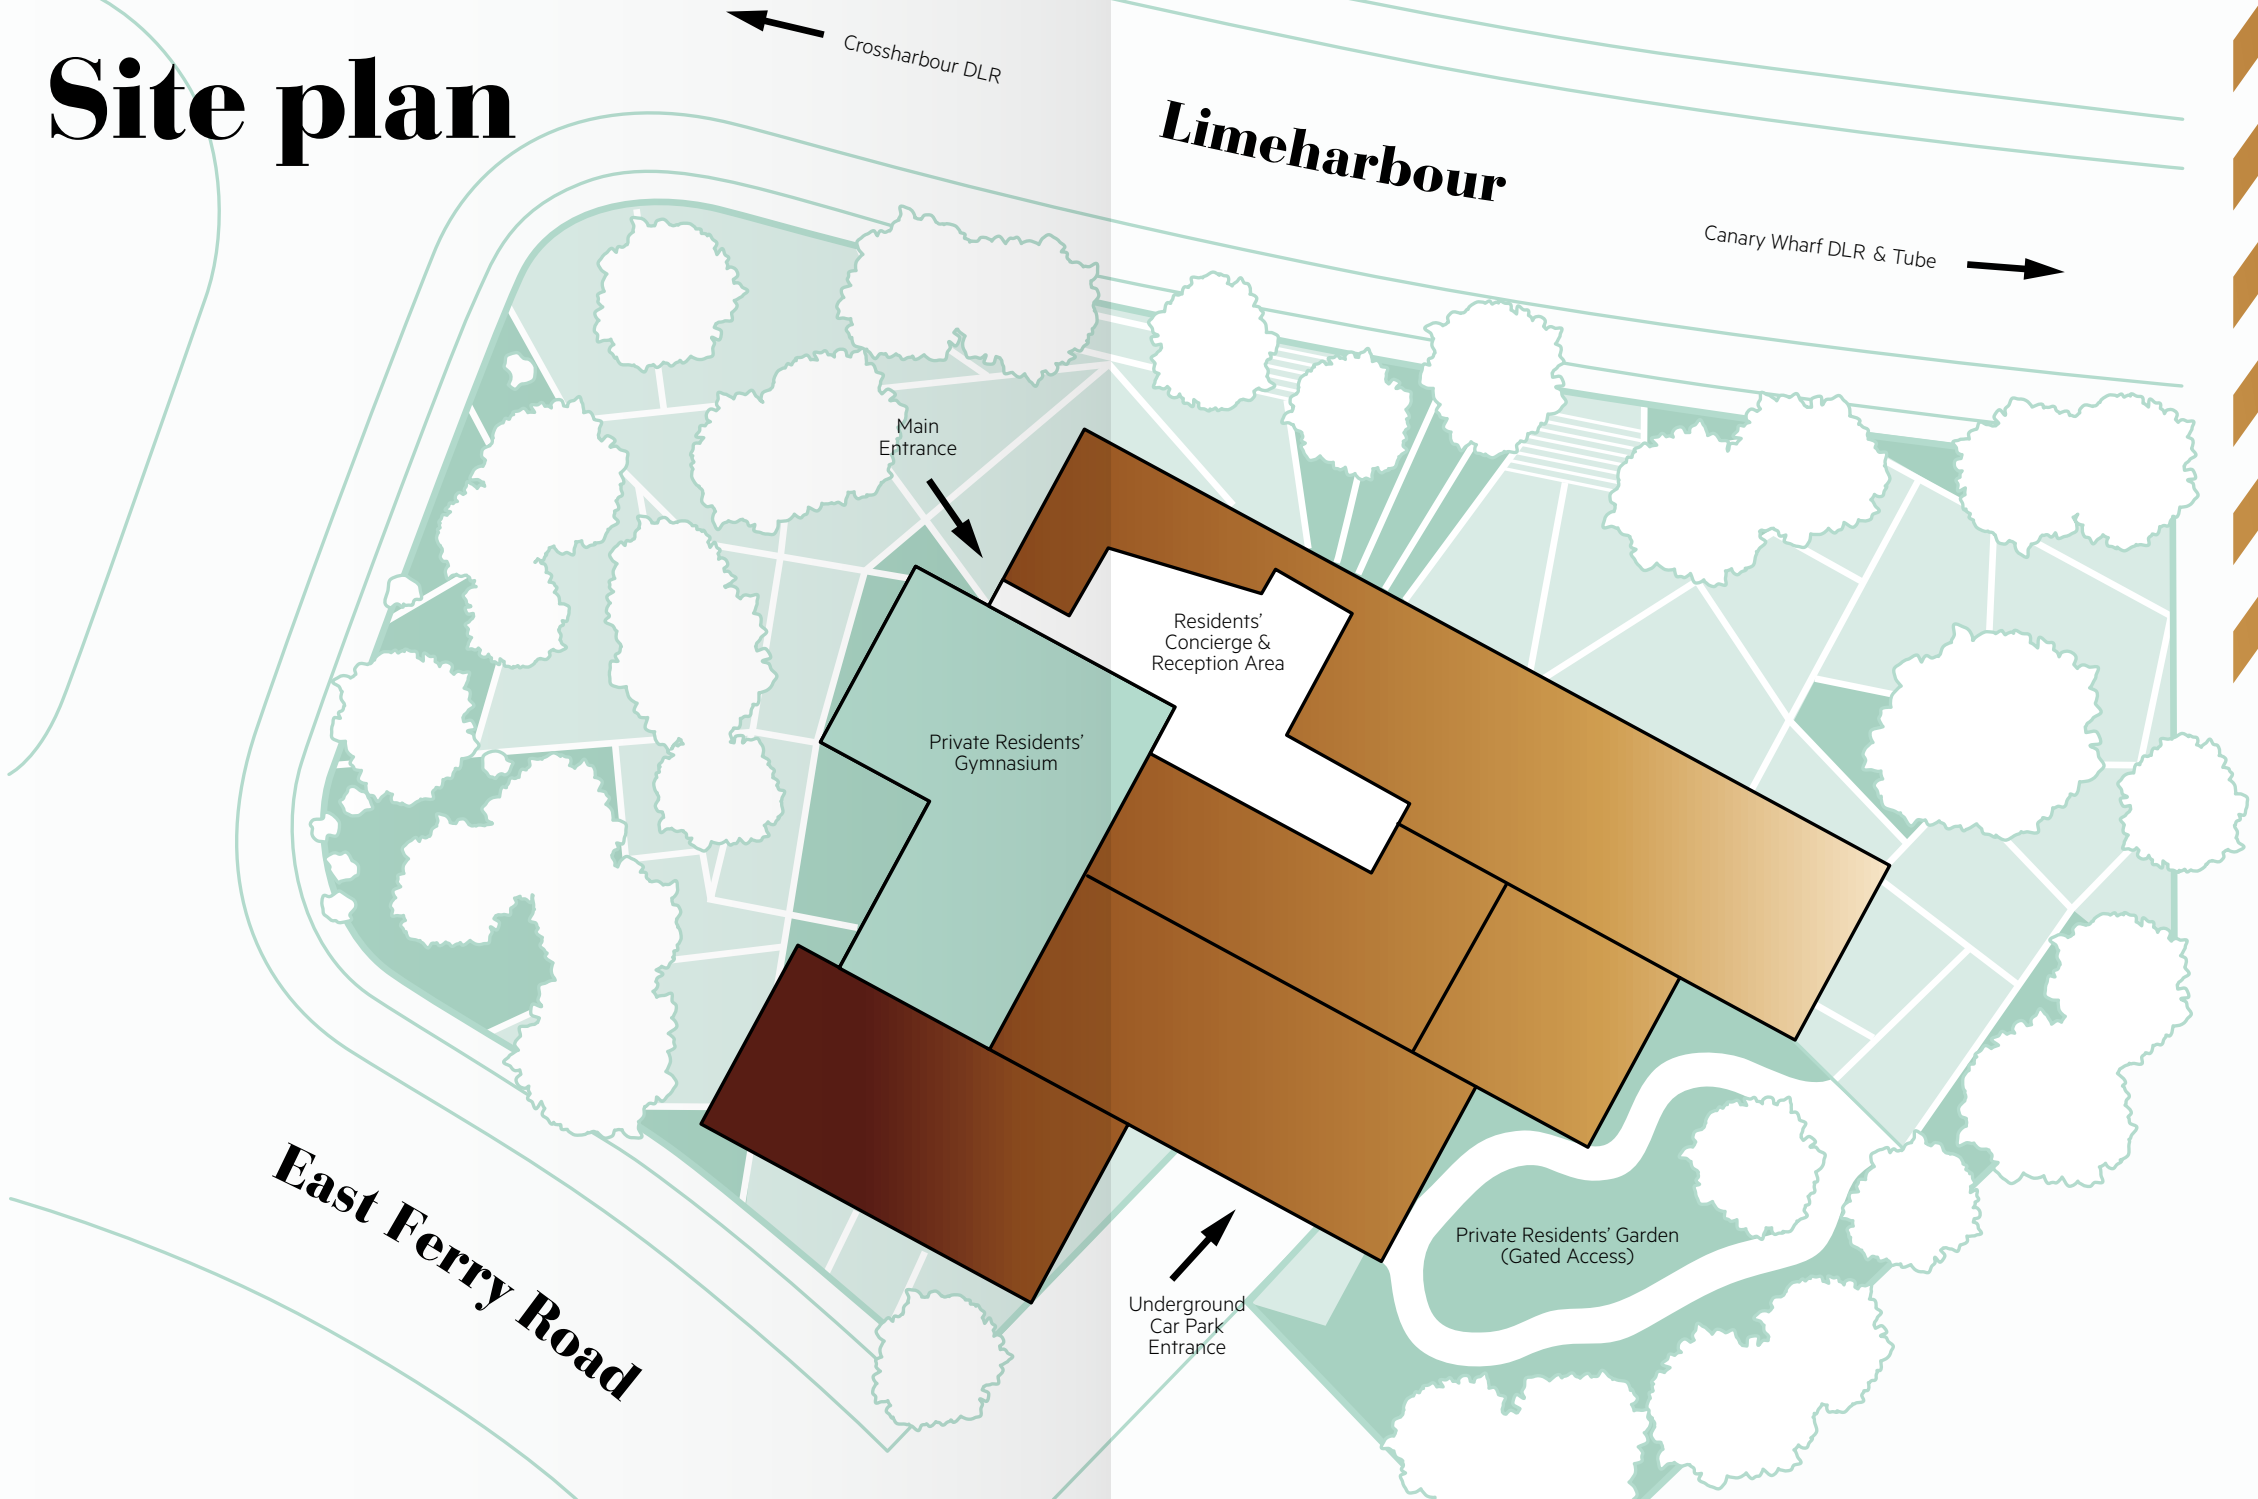 Site plan
Crossharbour DLR
Limeharbour
Canary Wharf DLR & Tube
Main
Entrance
Residents’
Concierge &
Reception Area
Private Residents’
Gymnasium
East Ferry Road
Underground
Car Park
Entrance
Private Residents’ Garden
(Gated Access)